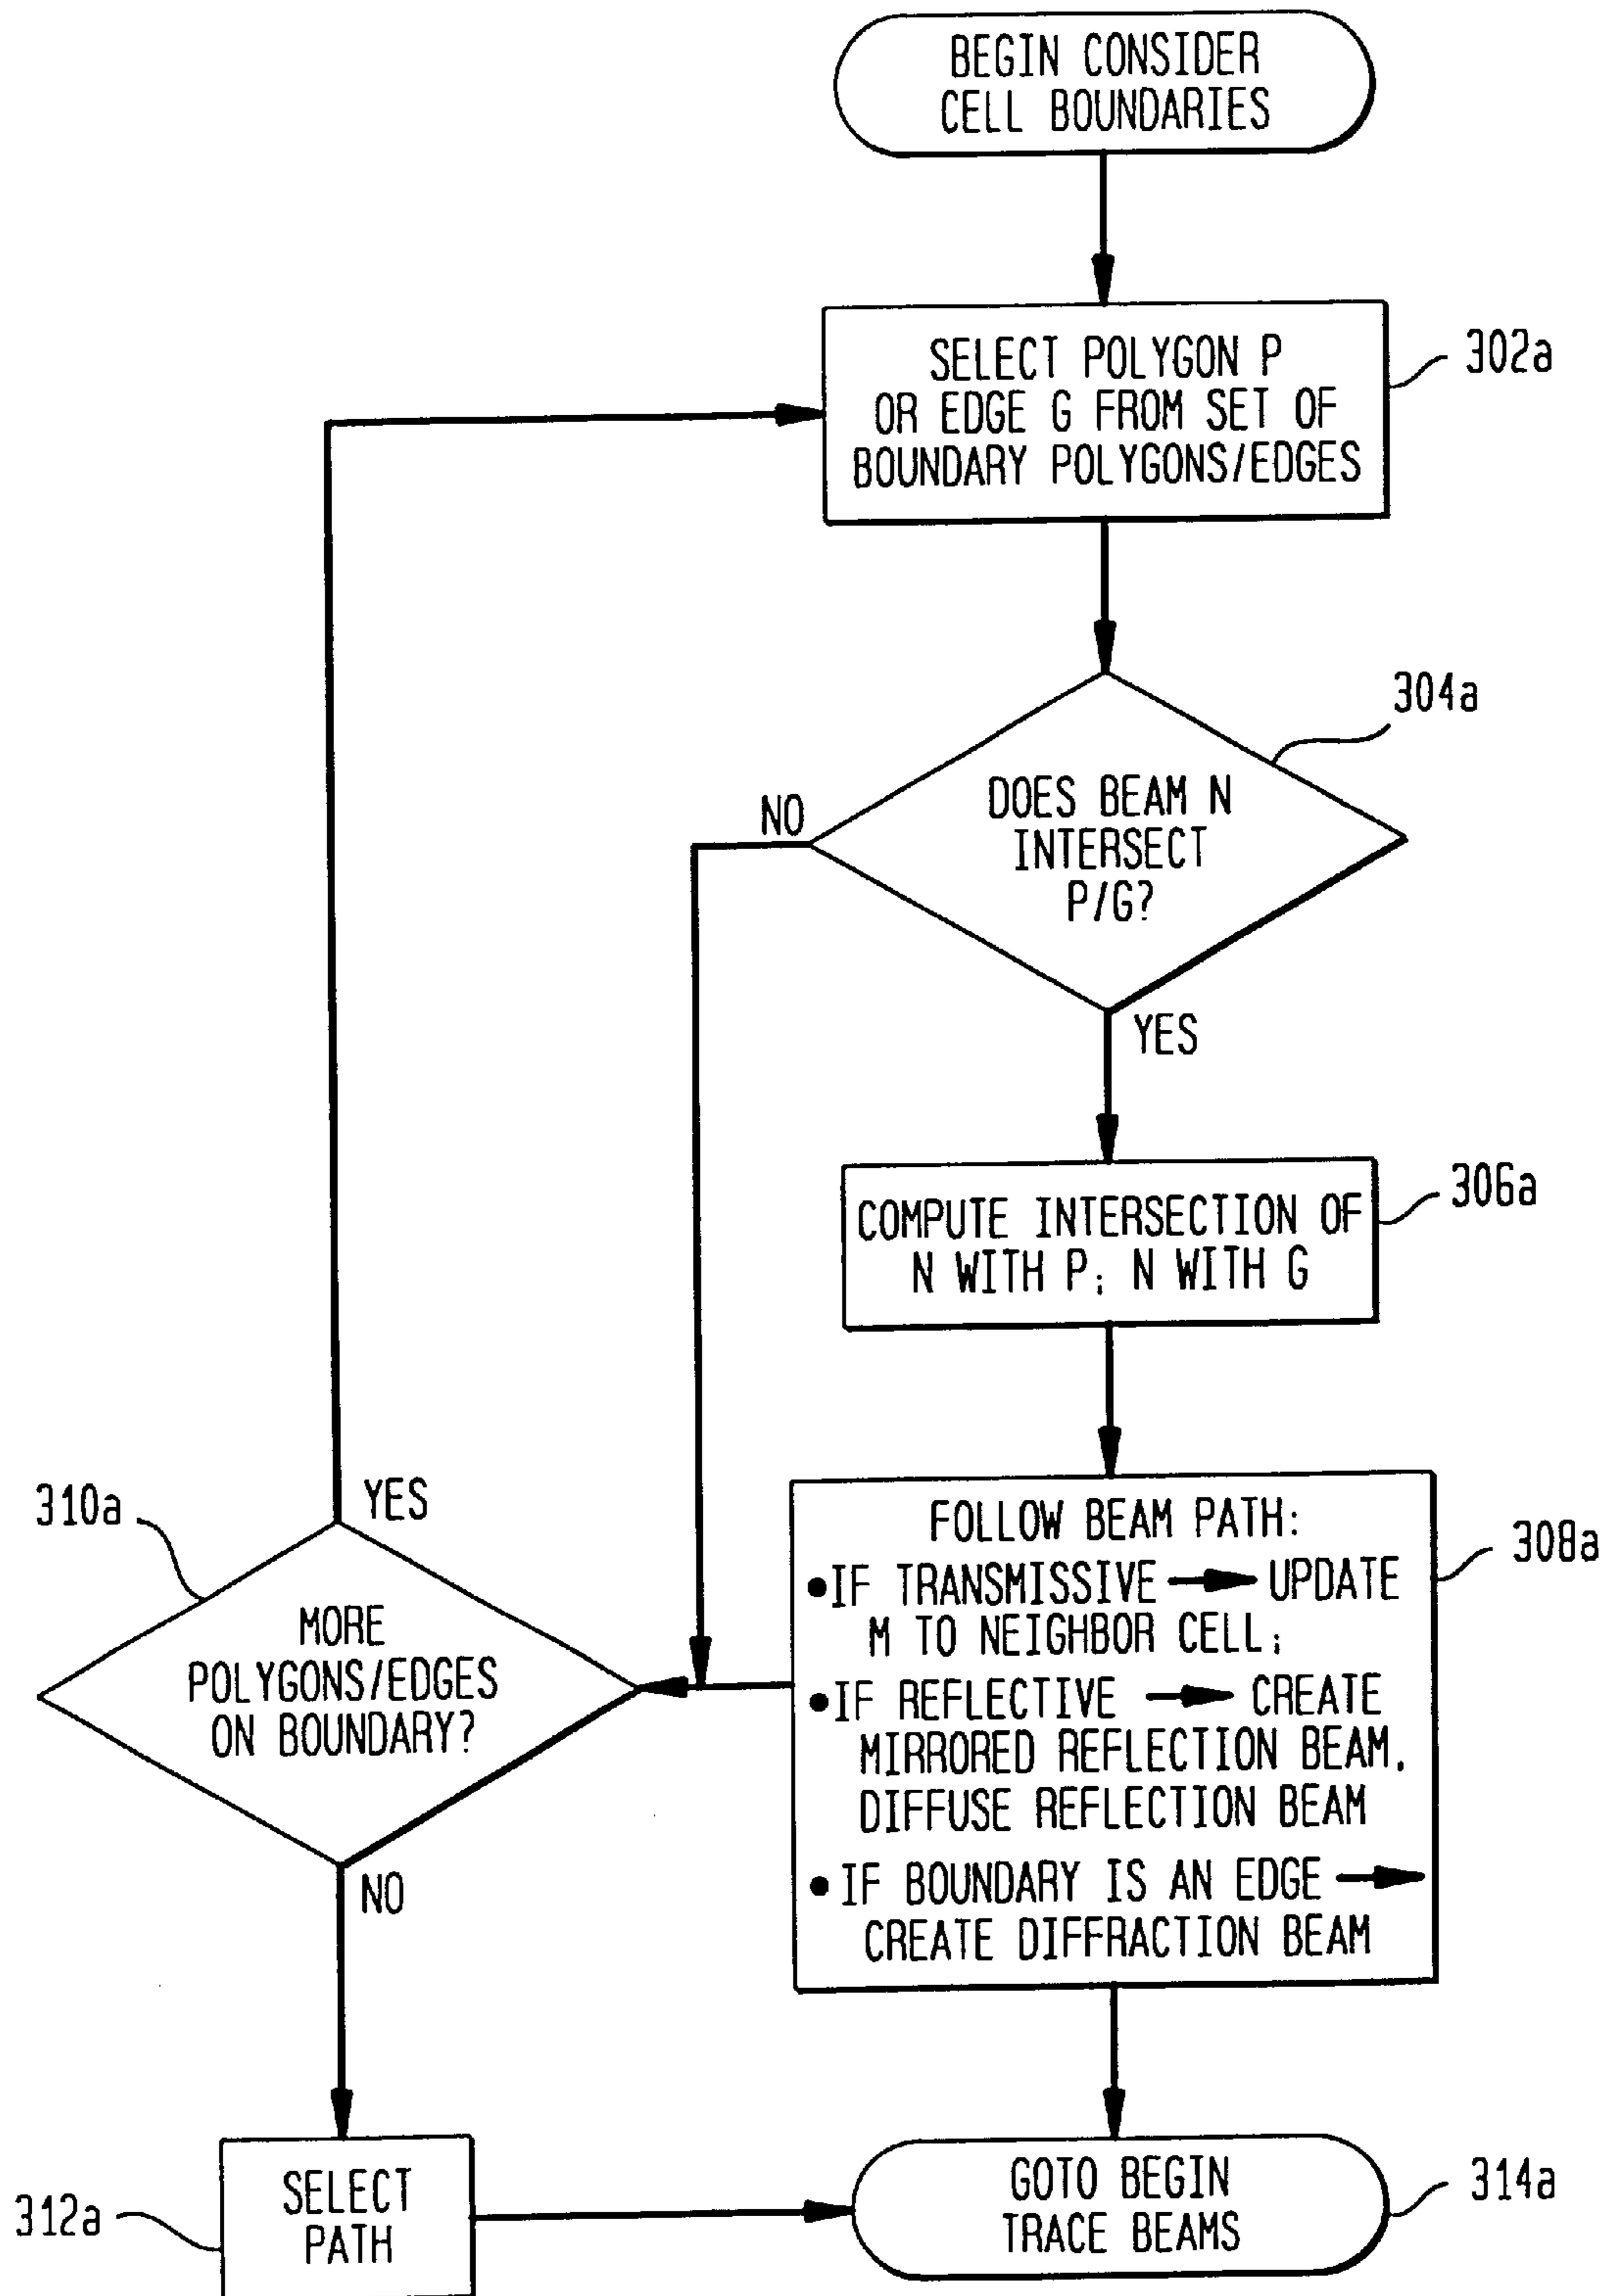 BEGIN CONSIDER
CELL BOUNDARIES
SELECT POLYGON P
OR EDGE G FROM SET OF
BOUNDARY POLYGONS/EDGES
302a
304a
DOES BEAM N
INTERSECT
P/G?
NO
YES
COMPUTE INTERSECTION OF
N WITH P; N WITH G
306a
310a
YES
MORE
POLYGONS/EDGES
ON BOUNDARY?
NO
FOLLOW BEAM PATH:
•IF TRANSMISSIVE → UPDATE
M TO NEIGHBOR CELL;
•IF REFLECTIVE → CREATE
MIRRORED REFLECTION BEAM,
DIFFUSE REFLECTION BEAM
• IF BOUNDARY IS AN EDGE →
CREATE DIFFRACTION BEAM
308a
312a
SELECT
PATH
GOTO BEGIN
TRACE BEAMS
314a